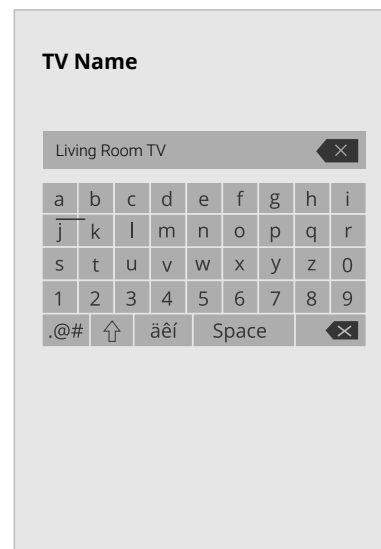 TV Name
Living Room TV
a b c d e f g h i
j k l m n o p q r
s t u v w x y z 0
1 2 3 4 5 6 7 8 9
.@# äêí Space